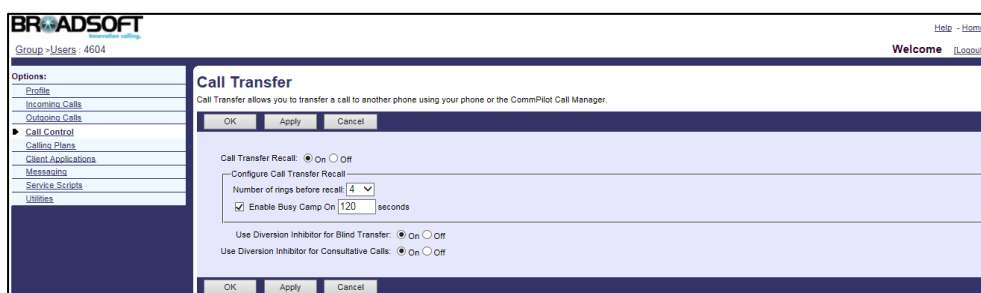 BROADSOFT
innovation calling.
Help - Home
Group >Users : 4604
Welcome [Logout
Options:
Profile
Incoming Calls
Outgoing Calls
Call Control
Calling Plans
Client Applications
Messaging
Service Scripts
Utilities
Call Transfer
Call Transfer allows you to transfer a call to another phone using your phone or the CommPilot Call Manager.
OK Apply Cancel
Call Transfer Recall: On Off
Configure Call Transfer Recall
Number of rings before recall: 4
Enable Busy Camp On 120 seconds
Use Diversion Inhibitor for Blind Transfer: On Off
Use Diversion Inhibitor for Consultative Calls: On Off
OK Apply Cancel